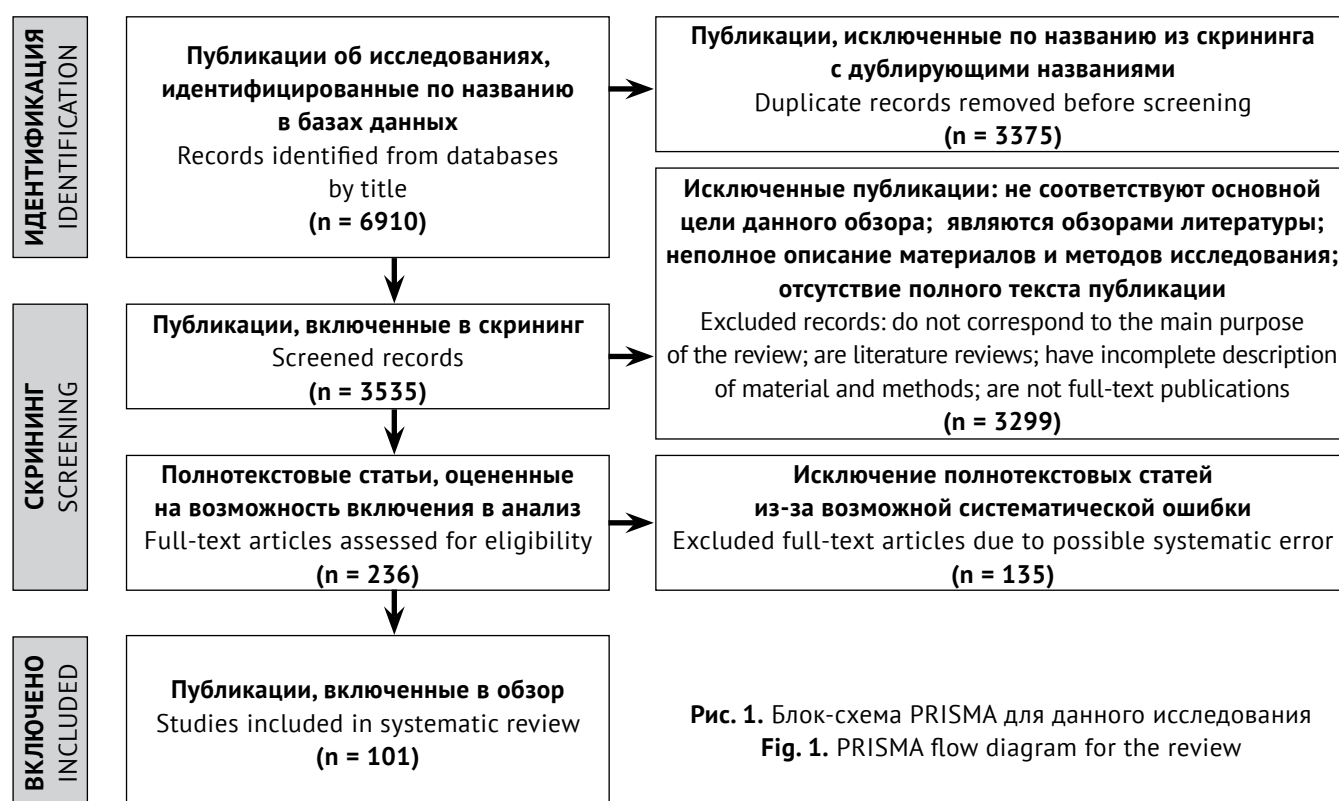 ИДЕНТИФИКАЦИЯ
IDENTIFICATION
Публикации об исследованиях,
идентифицированные по названию
в базах данных
Records identified from databases
by title
(n = 6910)
Публикации, исключенные по названию из скрининга
с дублирующими названиями
Duplicate records removed before screening
(n = 3375)
СКРИНИНГ
SCREENING
Публикации, включенные в скрининг
Screened records
(n = 3535)
Исключенные публикации: не соответствуют основной
цели данного обзора; являются обзорами литературы;
неполное описание материалов и методов исследования;
отсутствие полного текста публикации
Excluded records: do not correspond to the main purpose
of the review; are literature reviews; have incomplete description
of material and methods; are not full-text publications
(n = 3299)
Полнотекстовые статьи, оцененные
на возможность включения в анализ
Full-text articles assessed for eligibility
(n = 236)
Исключение полнотекстовых статей
из-за возможной систематической ошибки
Excluded full-text articles due to possible systematic error
(n = 135)
ВКЛЮЧЕНО
INCLUDED
Публикации, включенные в обзор
Studies included in systematic review
(n = 101)
Рис. 1. Блок-схема PRISMA для данного исследования
Fig. 1. PRISMA flow diagram for the review